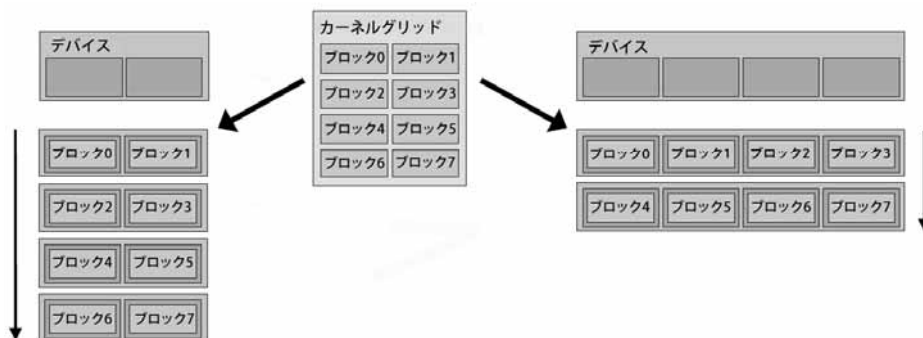 カーネルグリッド
ブロック0 ブロック1
ブロック2 ブロック3
ブロック4 ブロック5
ブロック6 ブロック7
デバイス
ブロック0 ブロック1
ブロック2 ブロック3
ブロック4 ブロック5
ブロック6 ブロック7
デバイス
ブロック0 ブロック1 ブロック2 ブロック3
ブロック4 ブロック5 ブロック6 ブロック7